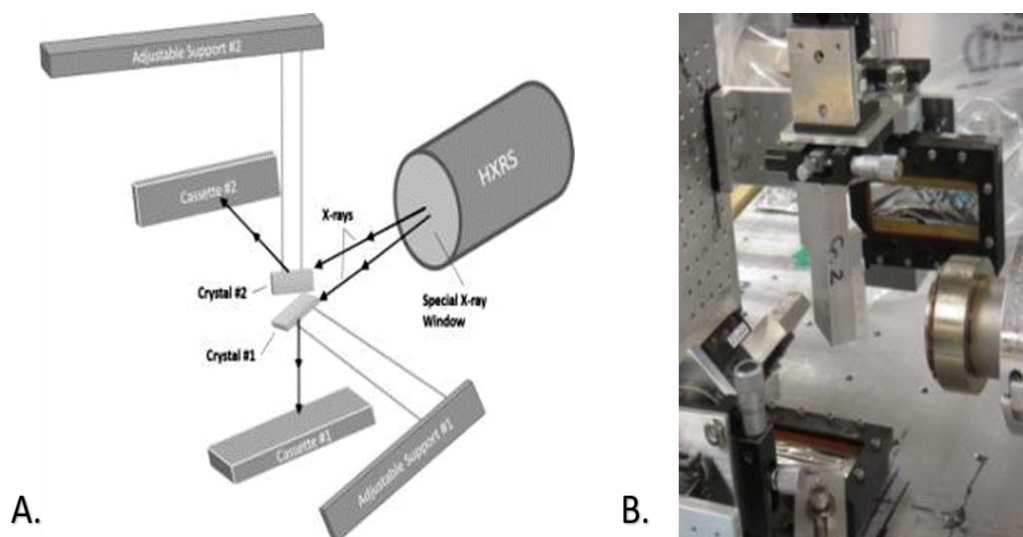 Adjustable Support #2
HXRS
Cassette #2
X-rays
Crystal #2
Special X-ray
Window
Crystal #1
Cassette #1
Adjustable Support #1
A.
B.